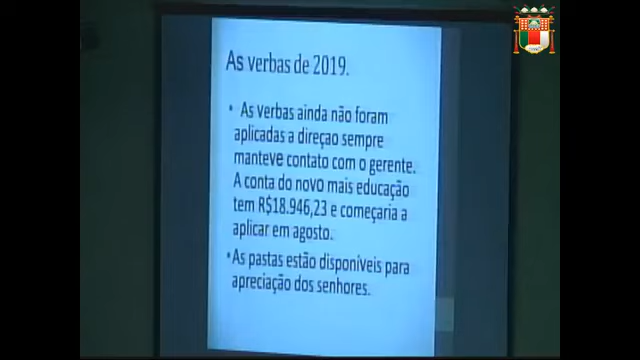 As verbas de 2019.
• As verbas ainda não foram
aplicadas a direçao sempre
manteve contato com o gerente.
A conta do novo mais educação
tem R$18.946,23 e começaria a
aplicar em agosto.
•As pastas estão disponíveis para
apreciação dos senhores.